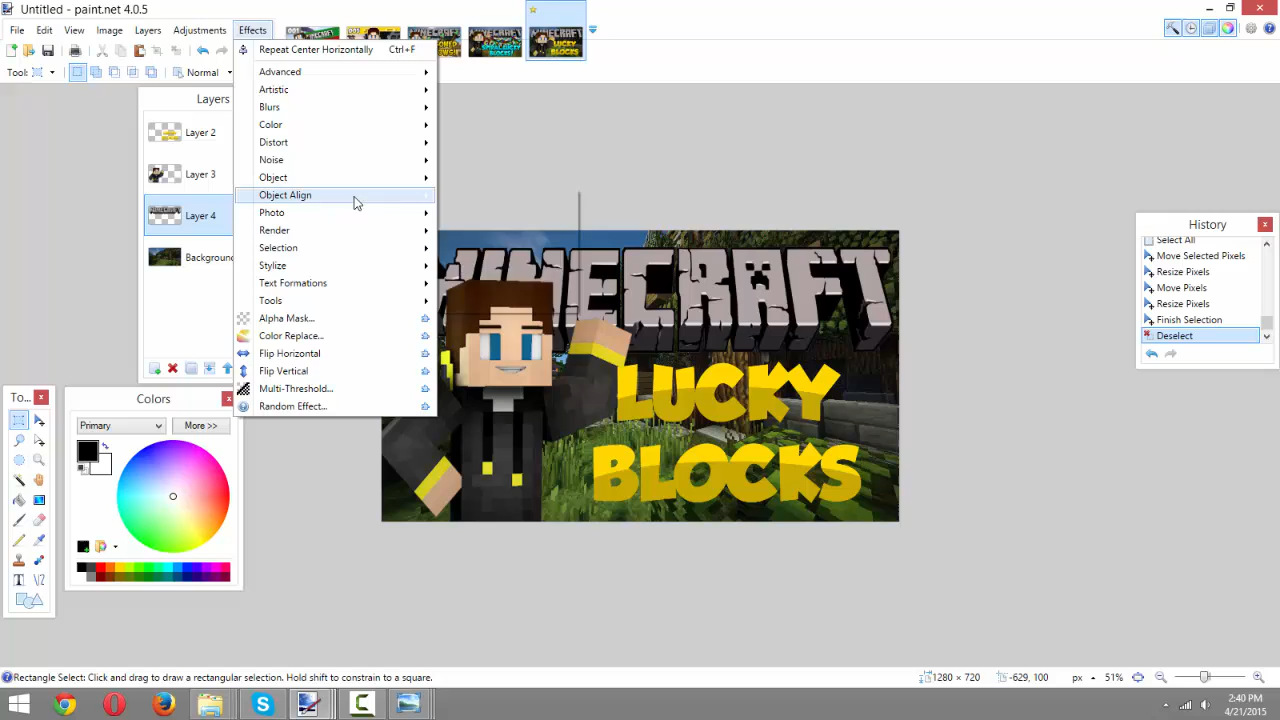 Untitled - paint.net 4.0.5
File Edit View Image Layers Adjustments Effects
Tool: Normal
Repeat Center Horizontally Ctrl+F
Advanced
Artistic
Blurs
Color
Distort
Noise
Object
Object Align
Photo
Render
Selection
Stylize
Text Formations
Tools
Alpha Mask...
Color Replace...
Flip Horizontal
Flip Vertical
Multi-Threshold...
Random Effect...
Layers
Layer 2
Layer 3
Layer 4
Backgroun
MINECRAFT
LUCKY
BLOCKS
History
Select All
Move Selected Pixels
Resize Pixels
Move Pixels
Resize Pixels
Finish Selection
Deselect
To...
Colors
Primary More >>
Rectangle Select: Click and drag to draw a rectangular selection. Hold shift to constrain to a square.
1280 × 720 -629, 100 px 51%
2:40 PM
4/21/2015